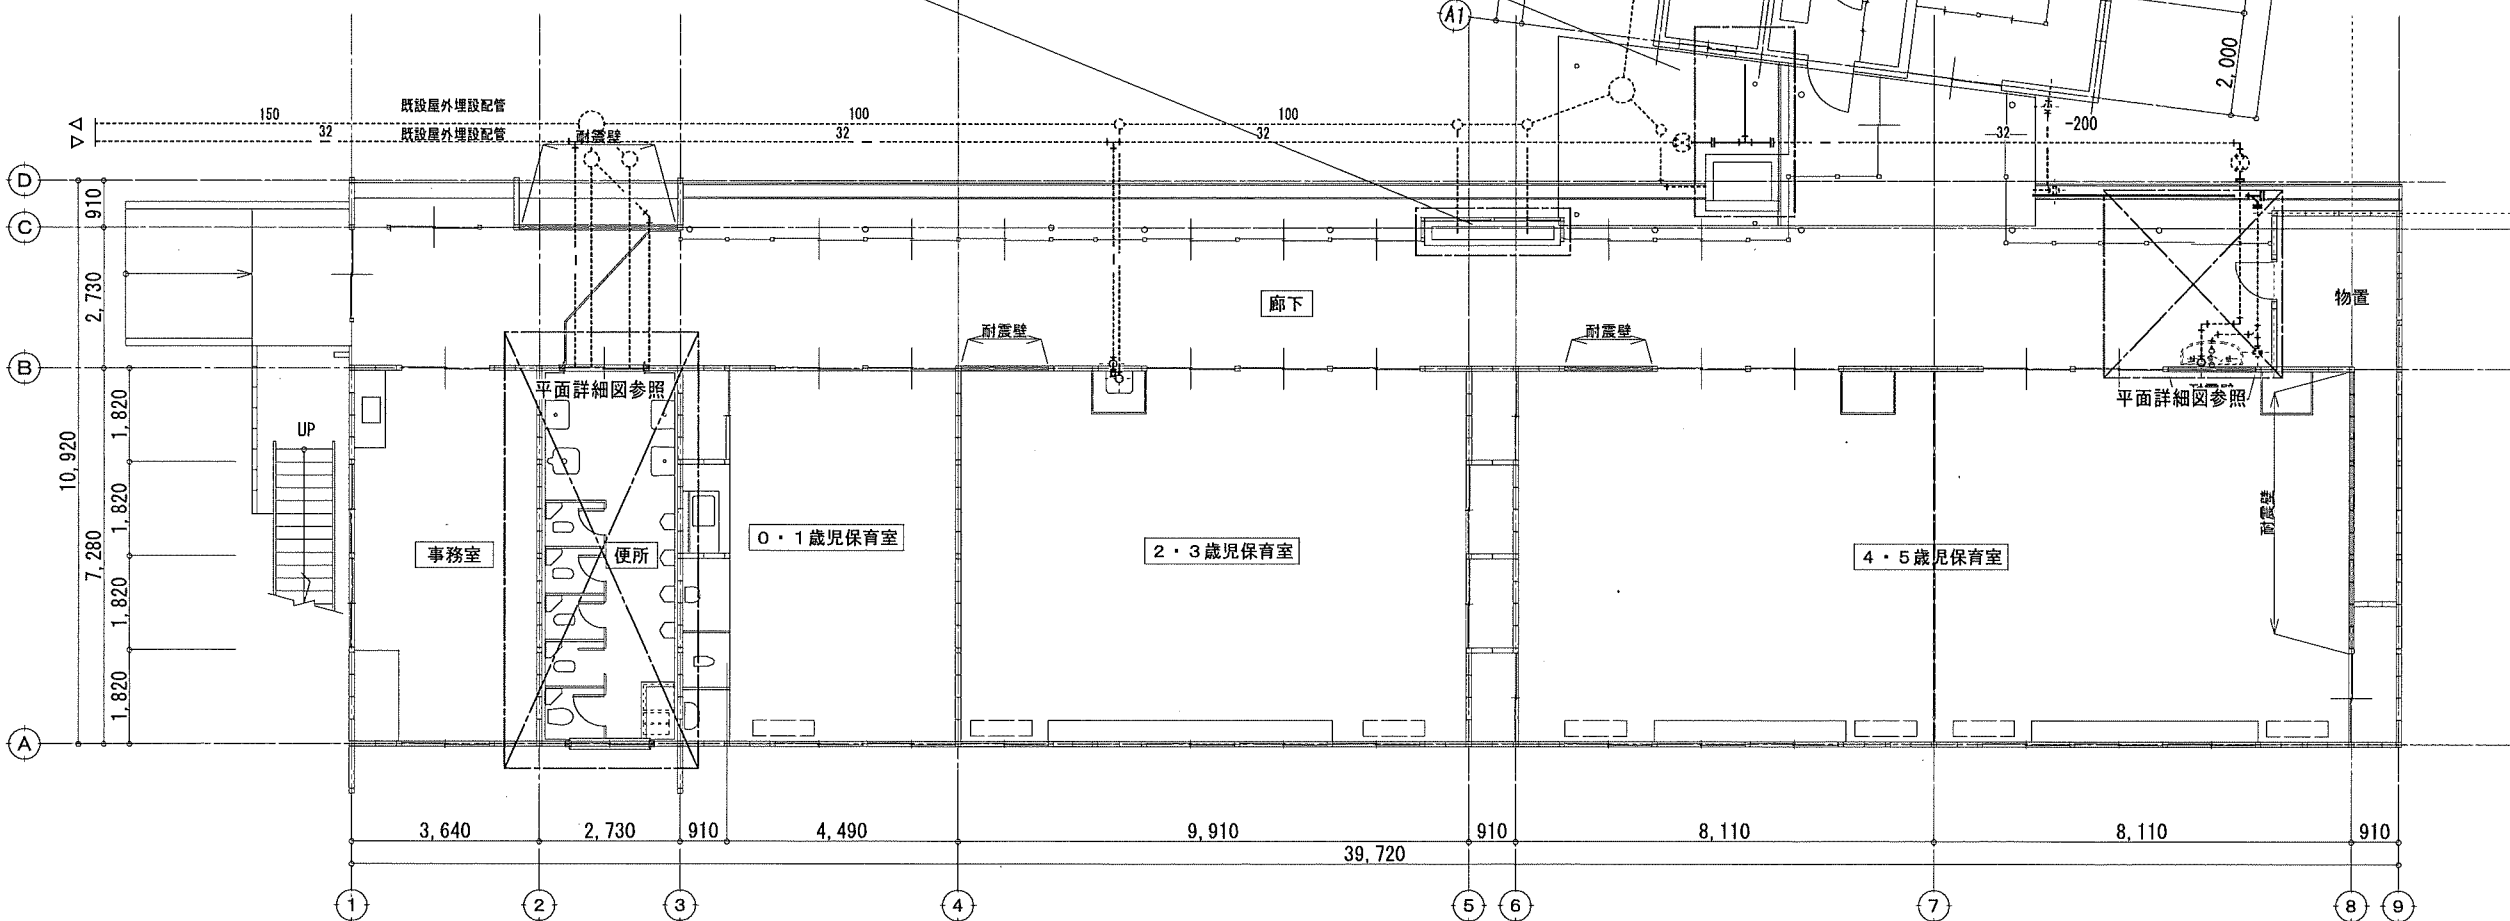 A1
2,000
150
既設屋外埋設配管
100
100
32
既設屋外埋設配管
耐震壁
32
32
32
-200
D
910
C
2,730
廊下
物置
耐震壁
耐震壁
B
平面詳細図参照
平面詳細図参照
耐震壁
UP
10,920
7,280
1,820
1,820
1,820
1,820
事務室
便所
0・1歳児保育室
2・3歳児保育室
4・5歳児保育室
耐震壁
A
3,640
2,730
910
4,490
9,910
910
8,110
8,110
910
39,720
1
2
3
4
5
6
7
8
9